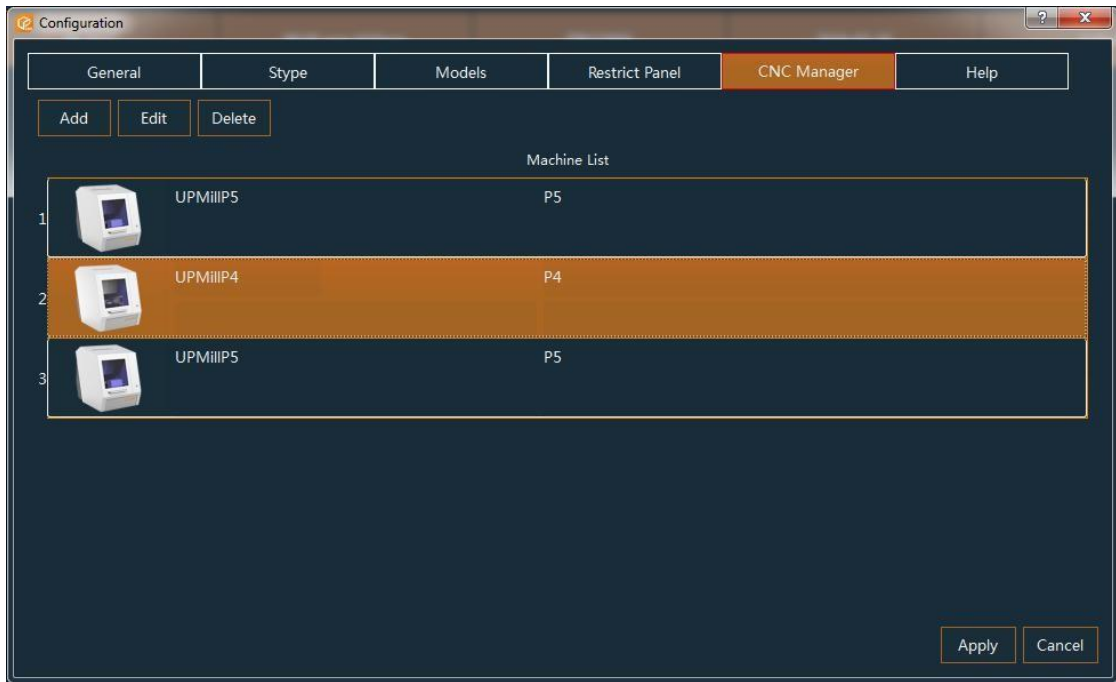 Configuration
?
X
General Stype Models Restrict Panel CNC Manager Help
Add Edit Delete
Machine List
1 UPMillP5 P5
2 UPMillP4 P4
3 UPMillP5 P5
Apply Cancel